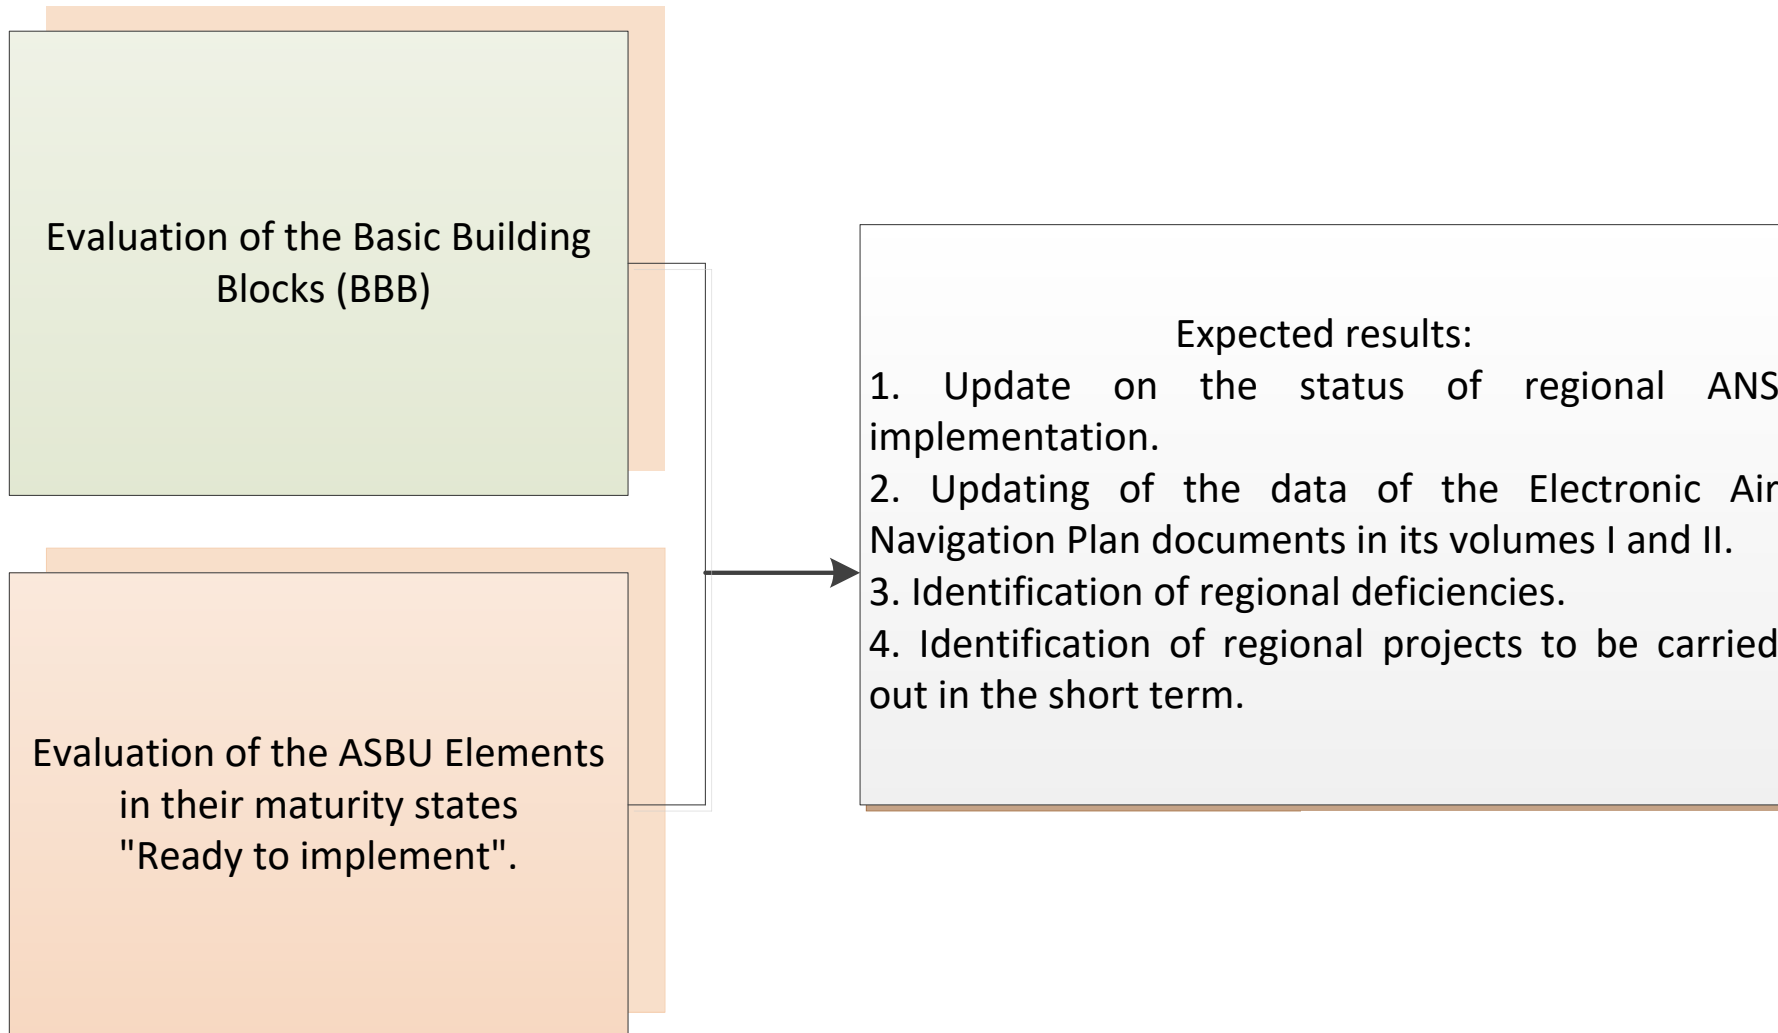 Evaluation of the Basic Building
Blocks (BBB)
Evaluation of the ASBU Elements
in their maturity states
"Ready to implement".
Expected results:
1. Update on the status of regional ANS
implementation.
2. Updating of the data of the Electronic Air
Navigation Plan documents in its volumes I and II.
3. Identification of regional deficiencies.
4. Identification of regional projects to be carried
out in the short term.